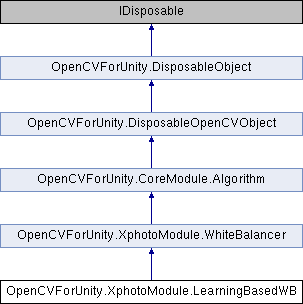 IDisposable
OpenCVForUnity.DisposableObject
OpenCVForUnity.DisposableOpenCVObject
OpenCVForUnity.CoreModule.Algorithm
OpenCVForUnity.XphotoModule.WhiteBalancer
OpenCVForUnity.XphotoModule.LearningBasedWB